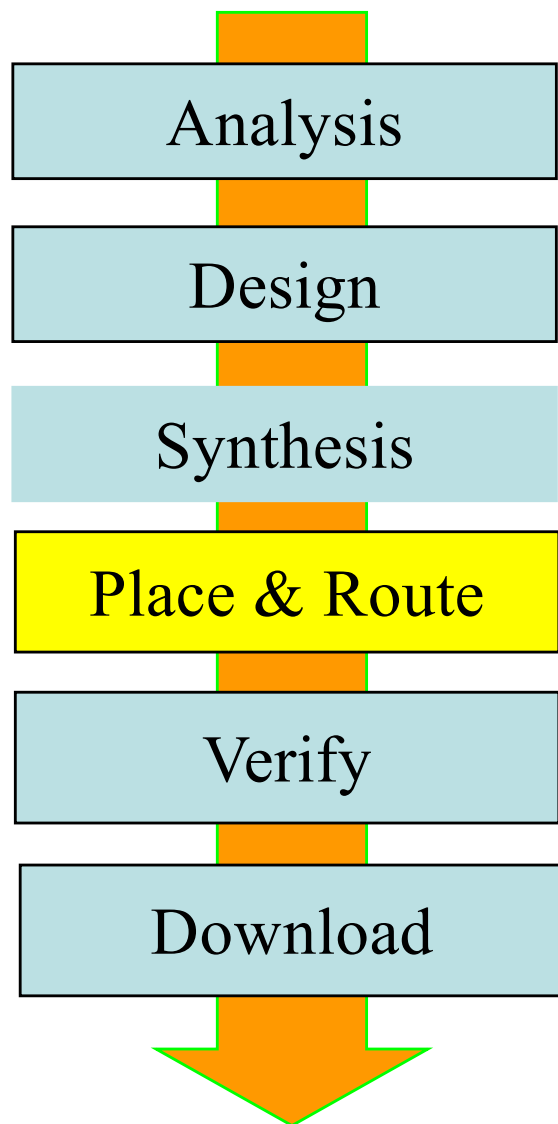 Analysis
Design
Synthesis
Place & Route
Verify
Download